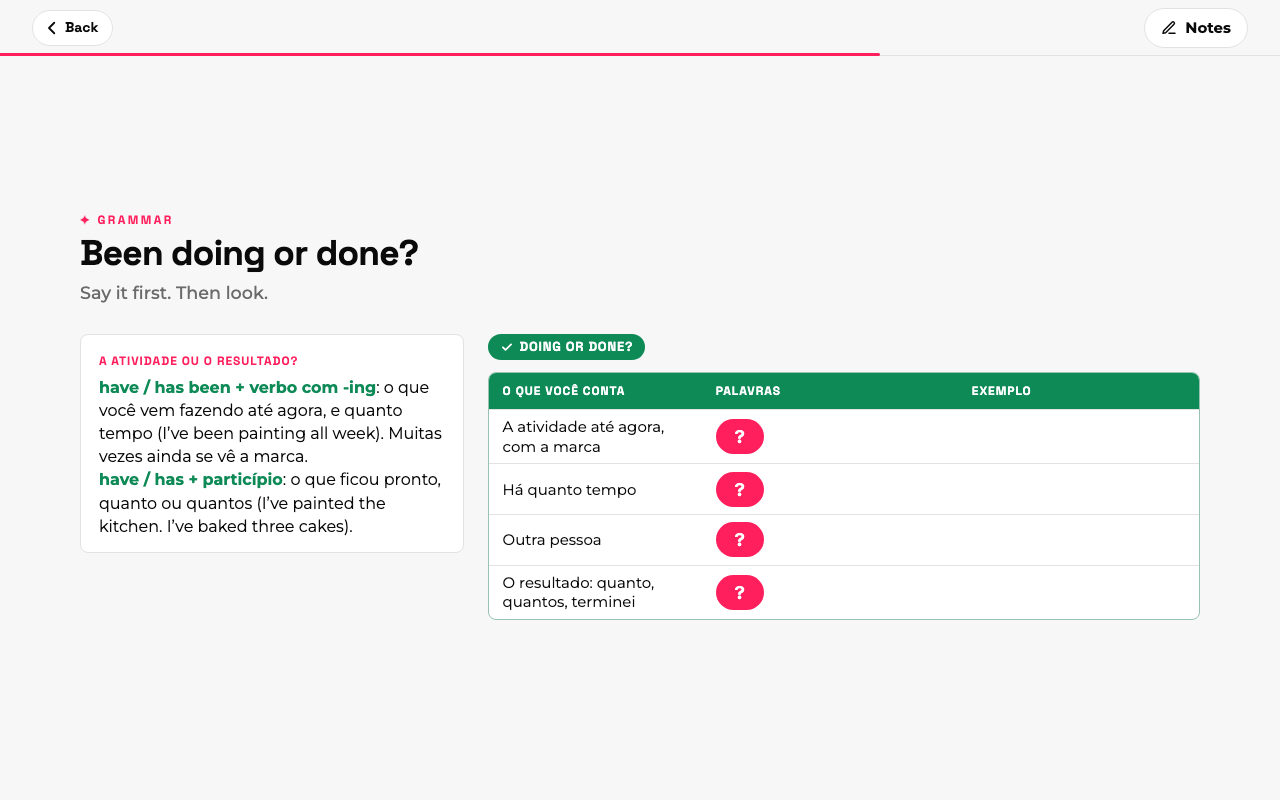 Back
Notes
GRAMMAR
Been doing or done?
Say it first. Then look.
A ATIVIDADE OU O RESULTADO?
have / has been + verbo com -ing: o que
você vem fazendo até agora, e quanto
tempo (I've been painting all week). Muitas
vezes ainda se vê a marca.
have / has + particípio: o que ficou pronto,
quanto ou quantos (I've painted the
kitchen. I've baked three cakes).
DOING OR DONE?
O QUE VOCÊ CONTA PALAVRAS EXEMPLO
A atividade até agora,
com a marca
?
Há quanto tempo ?
Outra pessoa ?
O resultado: quanto,
quantos, terminei
?